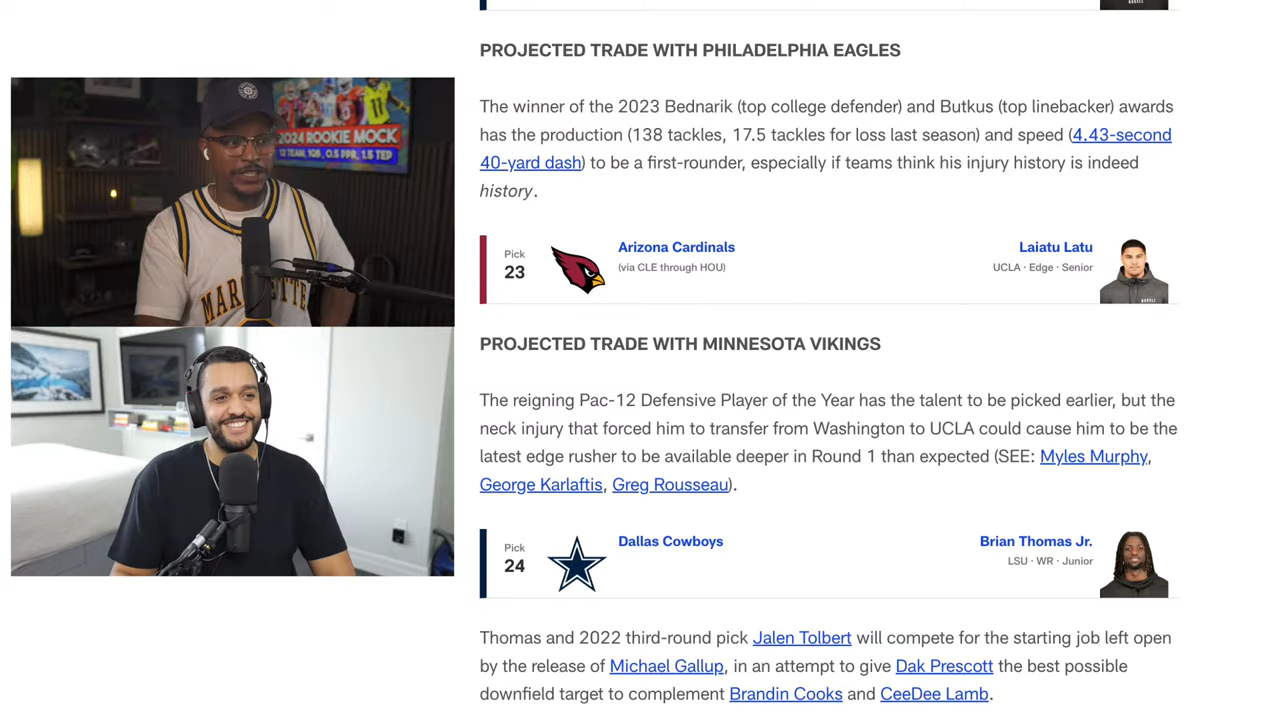 PROJECTED TRADE WITH PHILADELPHIA EAGLES
The winner of the 2023 Bednarik (top college defender) and Butkus (top linebacker) awards
has the production (138 tackles, 17.5 tackles for loss last season) and speed (4.43-second
40-yard dash) to be a first-rounder, especially if teams think his injury history is indeed
history.
Pick
23
Arizona Cardinals
(via CLE through HOU)
Laiatu Latu
UCLA · Edge · Senior
PROJECTED TRADE WITH MINNESOTA VIKINGS
The reigning Pac-12 Defensive Player of the Year has the talent to be picked earlier, but the
neck injury that forced him to transfer from Washington to UCLA could cause him to be the
latest edge rusher to be available deeper in Round 1 than expected (SEE: Myles Murphy,
George Karlaftis, Greg Rousseau).
Pick
24
Dallas Cowboys
Brian Thomas Jr.
LSU · WR · Junior
Thomas and 2022 third-round pick Jalen Tolbert will compete for the starting job left open
by the release of Michael Gallup, in an attempt to give Dak Prescott the best possible
downfield target to complement Brandin Cooks and CeeDee Lamb.
2024 ROOKIE MOCK
12 TEAM, 1QB, 0.5 PPR, 1.5 TEP